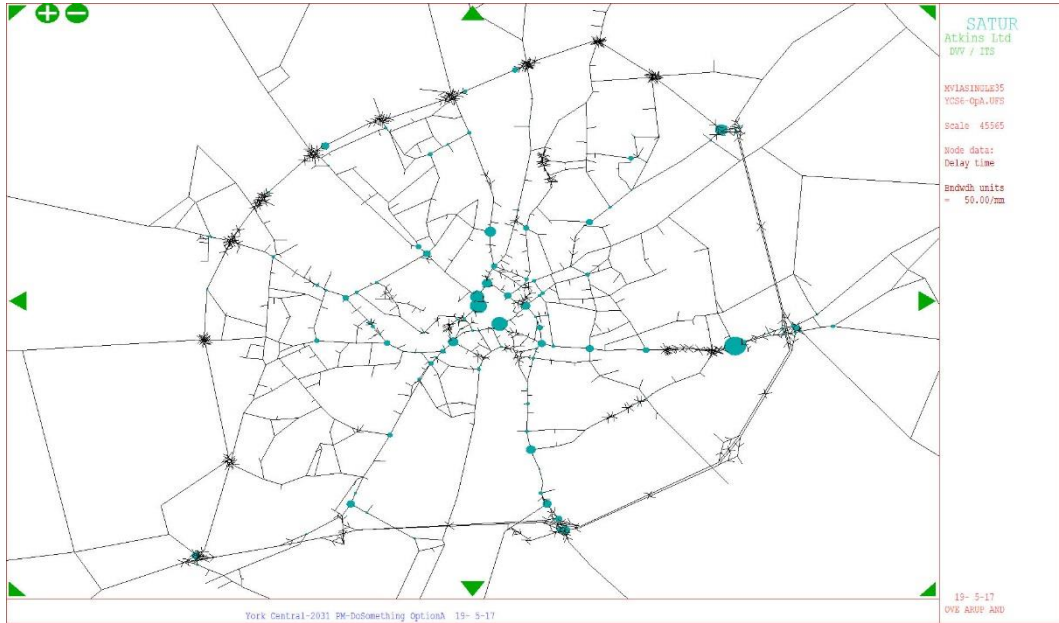 SATUR
Atkins Ltd
DVV / ITS
MV1ASINGLE35
YCS6-OpA.UFS
Scale 45565
Node data:
Delay time
Bndwdh units
= 50.00/mm
19- 5-17
OVE ARUP AND
York Central-2031 PM-DoSomething OptionA 19- 5-17